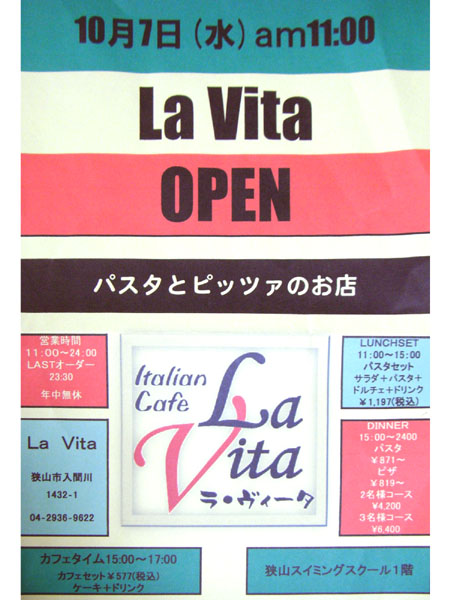 10月7日（水）am11:00
La Vita
OPEN
パスタとピッツァのお店
営業時間
11:00〜24:00
LASTオーダー
23:30
年中無休
Italian
Cafe
La
Vita
ラ・ヴィータ
LUNCHSET
11:00〜15:00
パスタセット
サラダ＋パスタ＋
ドルチェ＋ドリンク
￥1,197(税込)
La Vita
狭山市入間川
1432-1
04-2936-9622
DINNER
15:00〜2400
パスタ
￥871〜
ピザ
￥819〜
2名様コース
￥4,200
3名様コース
￥6,400
カフェタイム15:00〜17:00
カフェセット￥577(税込)
ケーキ＋ドリンク
狭山スイミングスクール1階